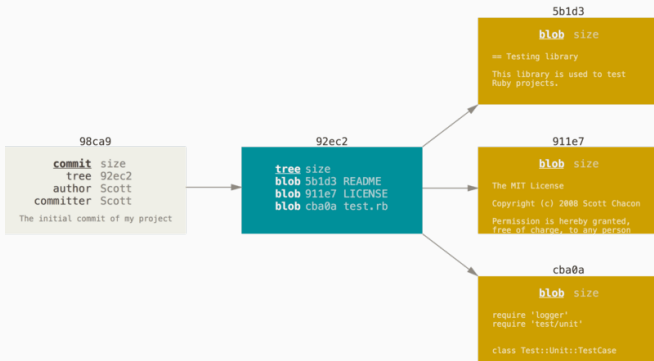 98ca9
commit size
tree 92ec2
author Scott
committer Scott
The initial commit of my project
92ec2
tree size
blob 5b1d3 README
blob 911e7 LICENSE
blob cba0a test.rb
5b1d3
blob size
== Testing library
This library is used to test
Ruby projects.
911e7
blob size
The MIT License
Copyright (c) 2008 Scott Chacon
Permission is hereby granted,
free of charge, to any person
cba0a
blob size
require 'logger'
require 'test/unit'
class Test::Unit::TestCase